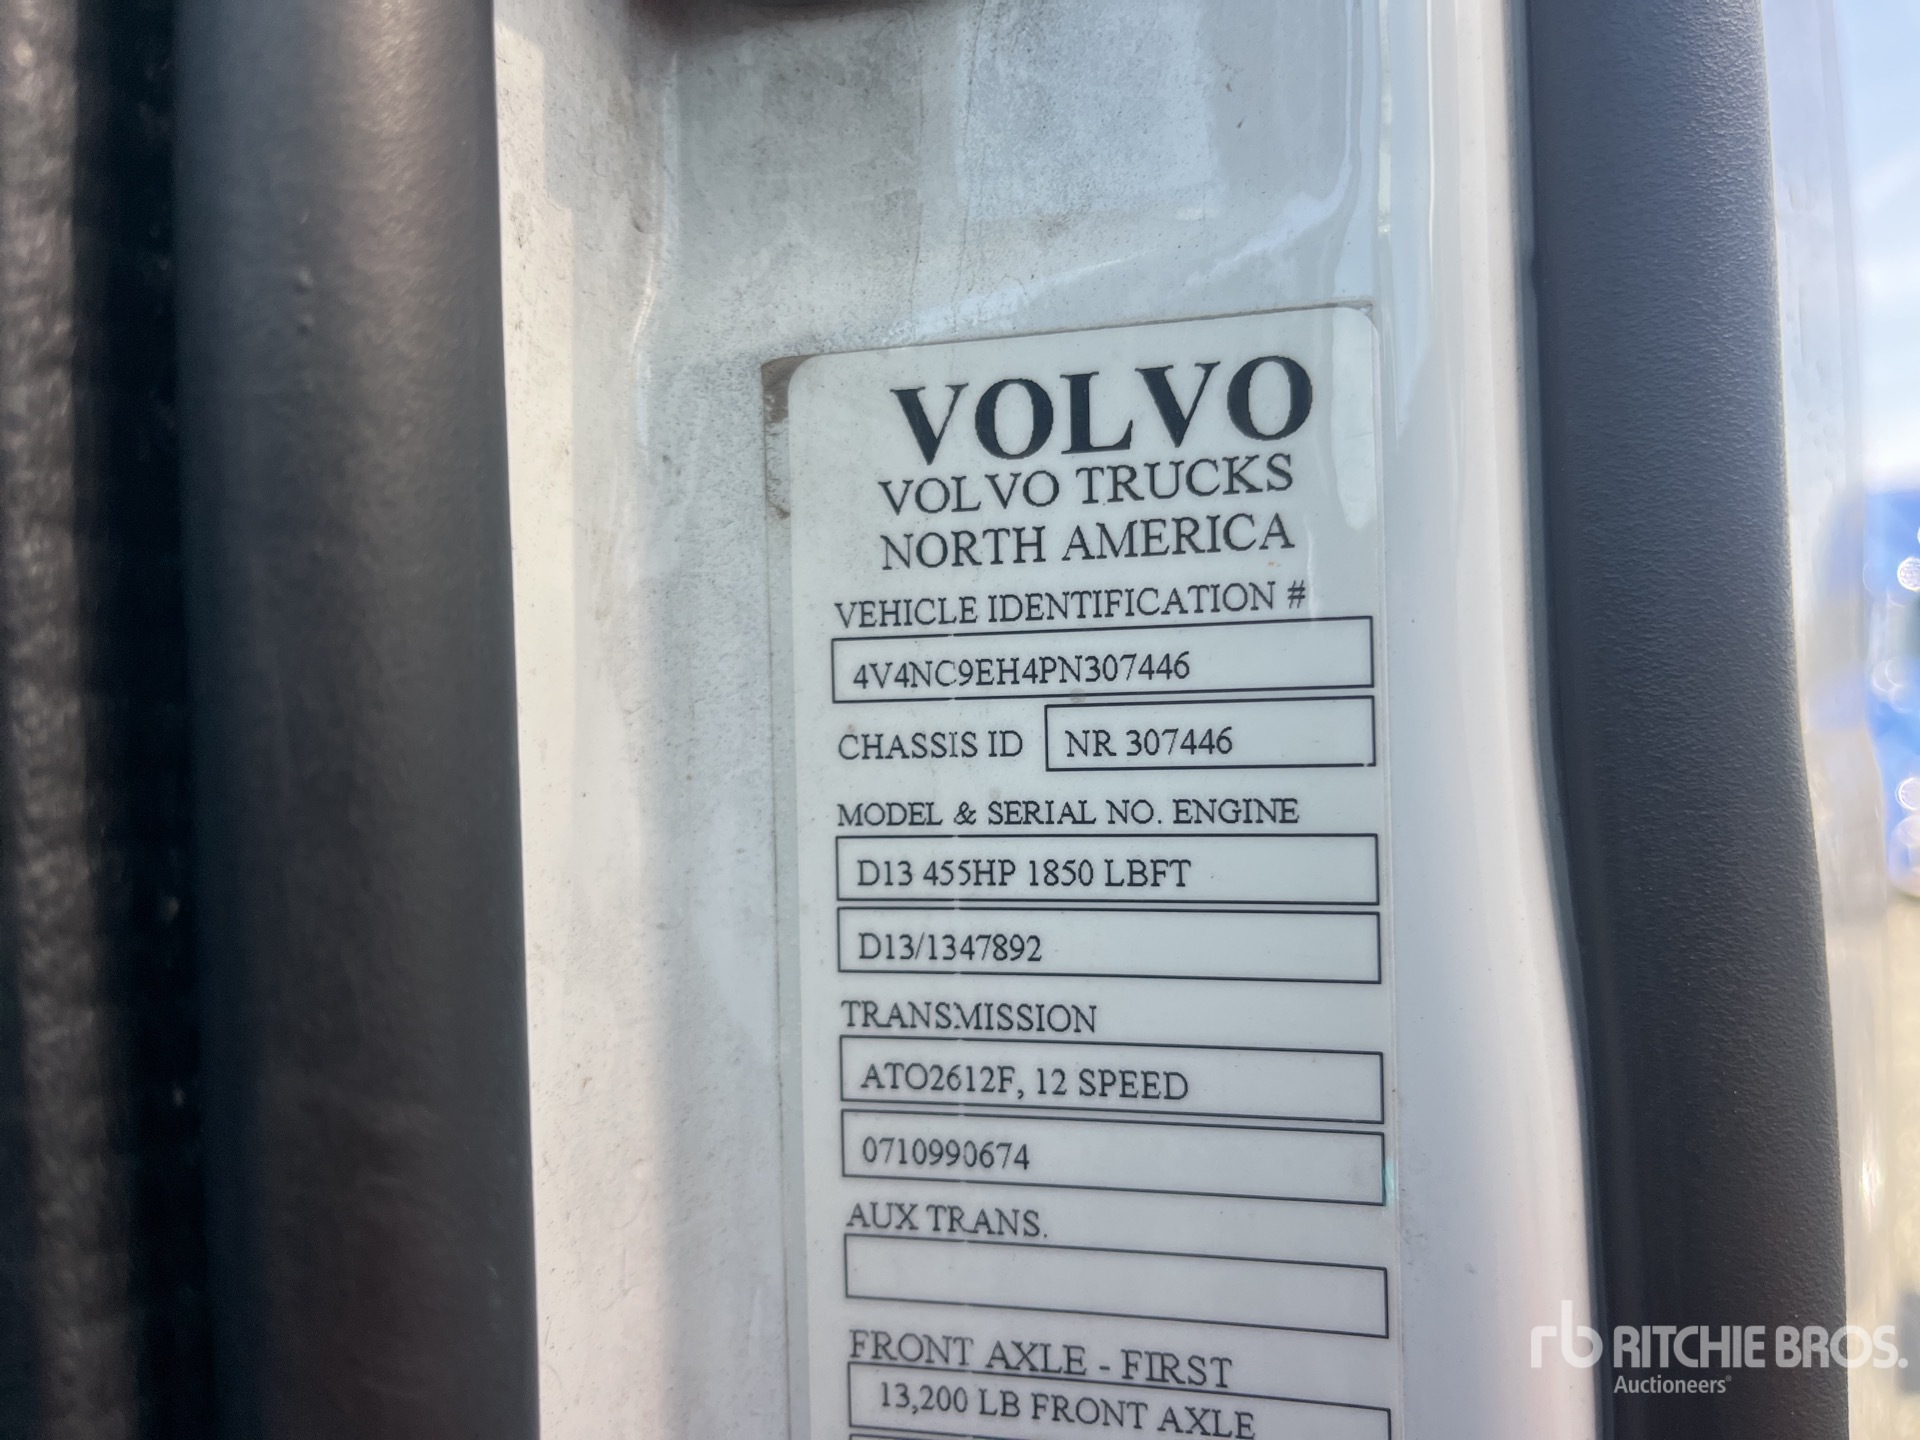 VOLVO
VOLVO TRUCKS
NORTH AMERICA
VEHICLE IDENTIFICATION #
4V4NC9EH4PN307446
CHASSIS ID NR 307446
MODEL & SERIAL NO. ENGINE
D13 455HP 1850 LBFT
D13/1347892
TRANSMISSION
ATO2612F, 12 SPEED
0710990674
AUX TRANS.
FRONT AXLE - FIRST
13,200 LB FRONT AXLE
rb RITCHIE BROS.
Auctioneers